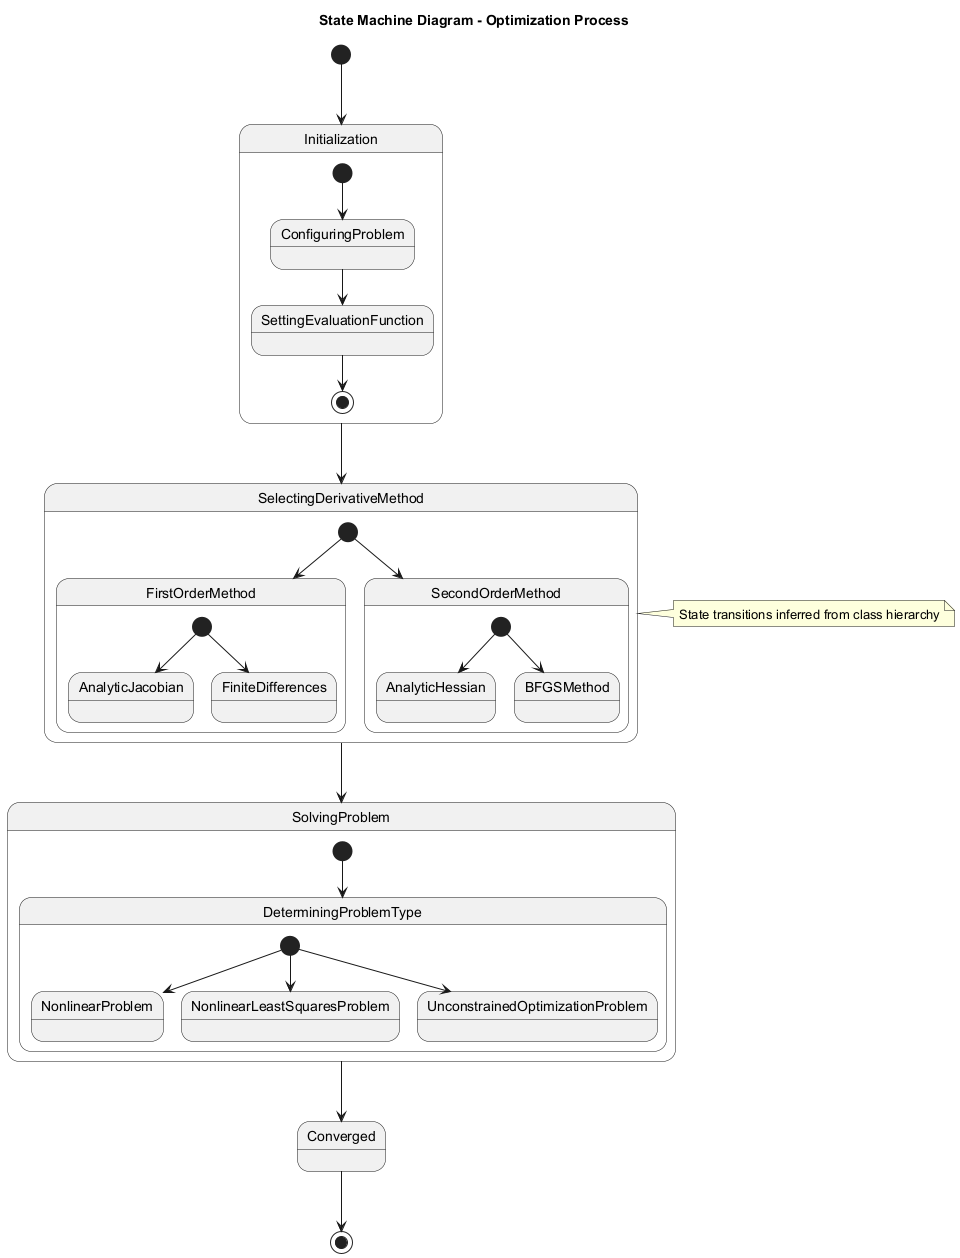 State Machine Diagram - Optimization Process
Initialization
ConfiguringProblem
SettingEvaluationFunction
SelectingDerivativeMethod
FirstOrderMethod
SecondOrderMethod
State transitions inferred from class hierarchy
AnalyticJacobian
FiniteDifferences
AnalyticHessian
BFGSMethod
SolvingProblem
DeterminingProblemType
NonlinearProblem
NonlinearLeastSquaresProblem
UnconstrainedOptimizationProblem
Converged